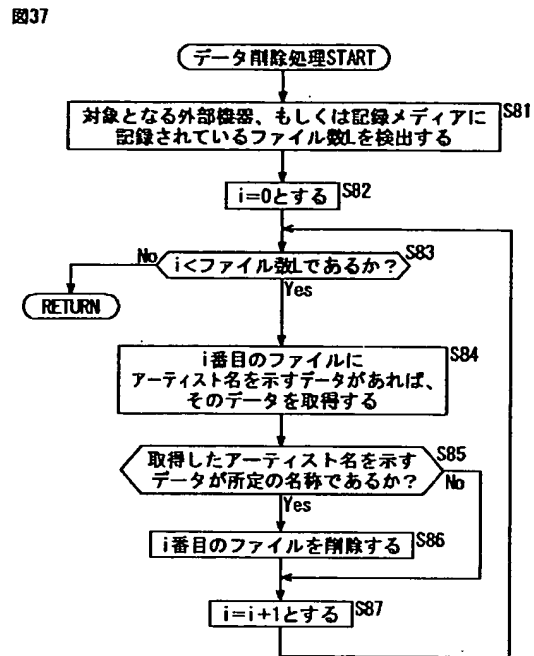 図37
データ削除処理START
対象となる外部機器、もしくは記録メディアに
記録されているファイル数Lを検出する
S81
i=0とする
S82
i<ファイル数Lであるか?
S83
No
Yes
RETURN
i番目のファイルに
アーティスト名を示すデータがあれば、
そのデータを取得する
S84
取得したアーティスト名を示す
データが所定の名称であるか?
S85
No
Yes
i番目のファイルを削除する
S86
i=i+1とする
S87